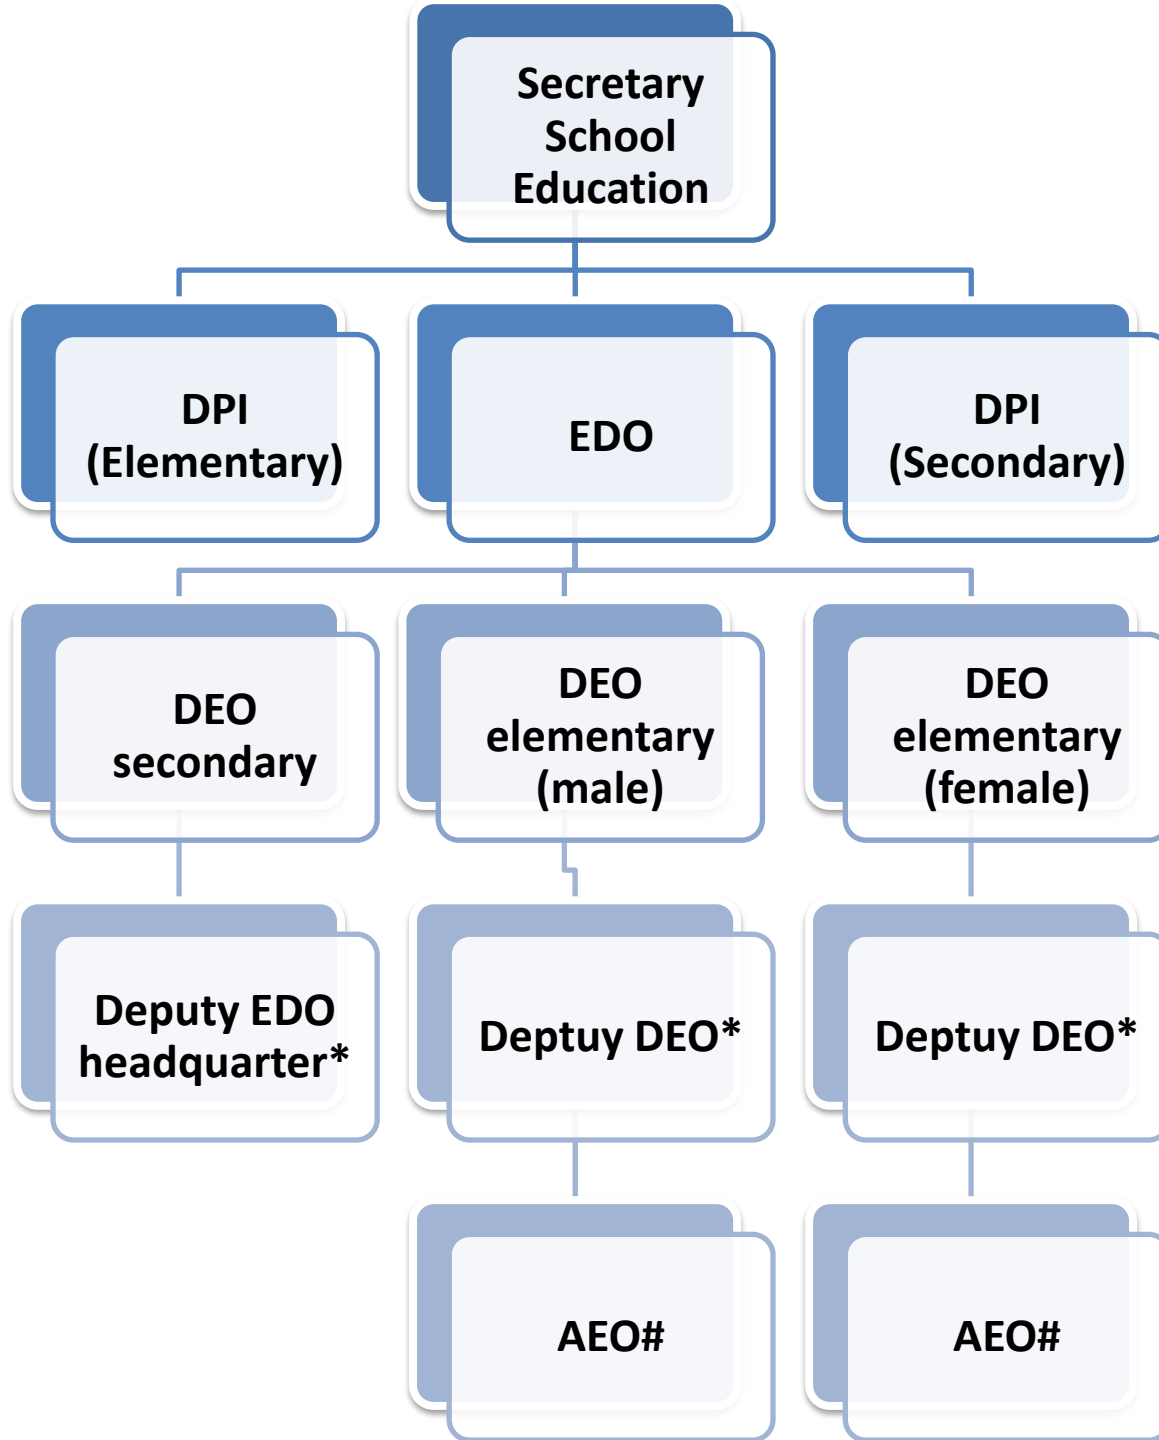 Secretary
School
Education
DPI
(Elementary)
EDO
DPI
(Secondary)
DEO
secondary
DEO
elementary
(male)
DEO
elementary
(female)
Deputy EDO
headquarter*
Deptuy DEO*
Deptuy DEO*
AEO#
AEO#